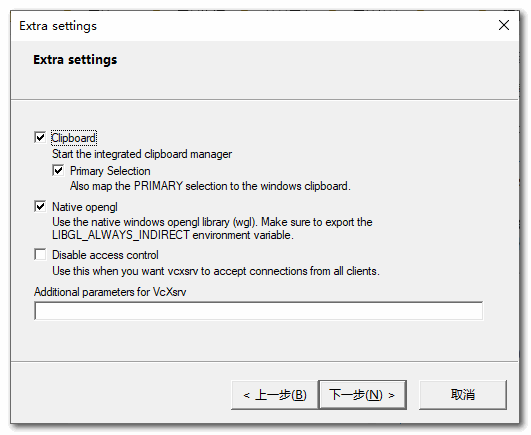 Extra settings
Extra settings
Clipboard
Start the integrated clipboard manager
Primary Selection
Also map the PRIMARY selection to the windows clipboard.
Native opengl
Use the native windows opengl library (wgl). Make sure to export the
LIBGL_ALWAYS_INDIRECT environment variable.
Disable access control
Use this when you want vcxsrv to accept connections from all clients.
Additional parameters for VcXsrv
< 上一步(B)
下一步(N) >
取消